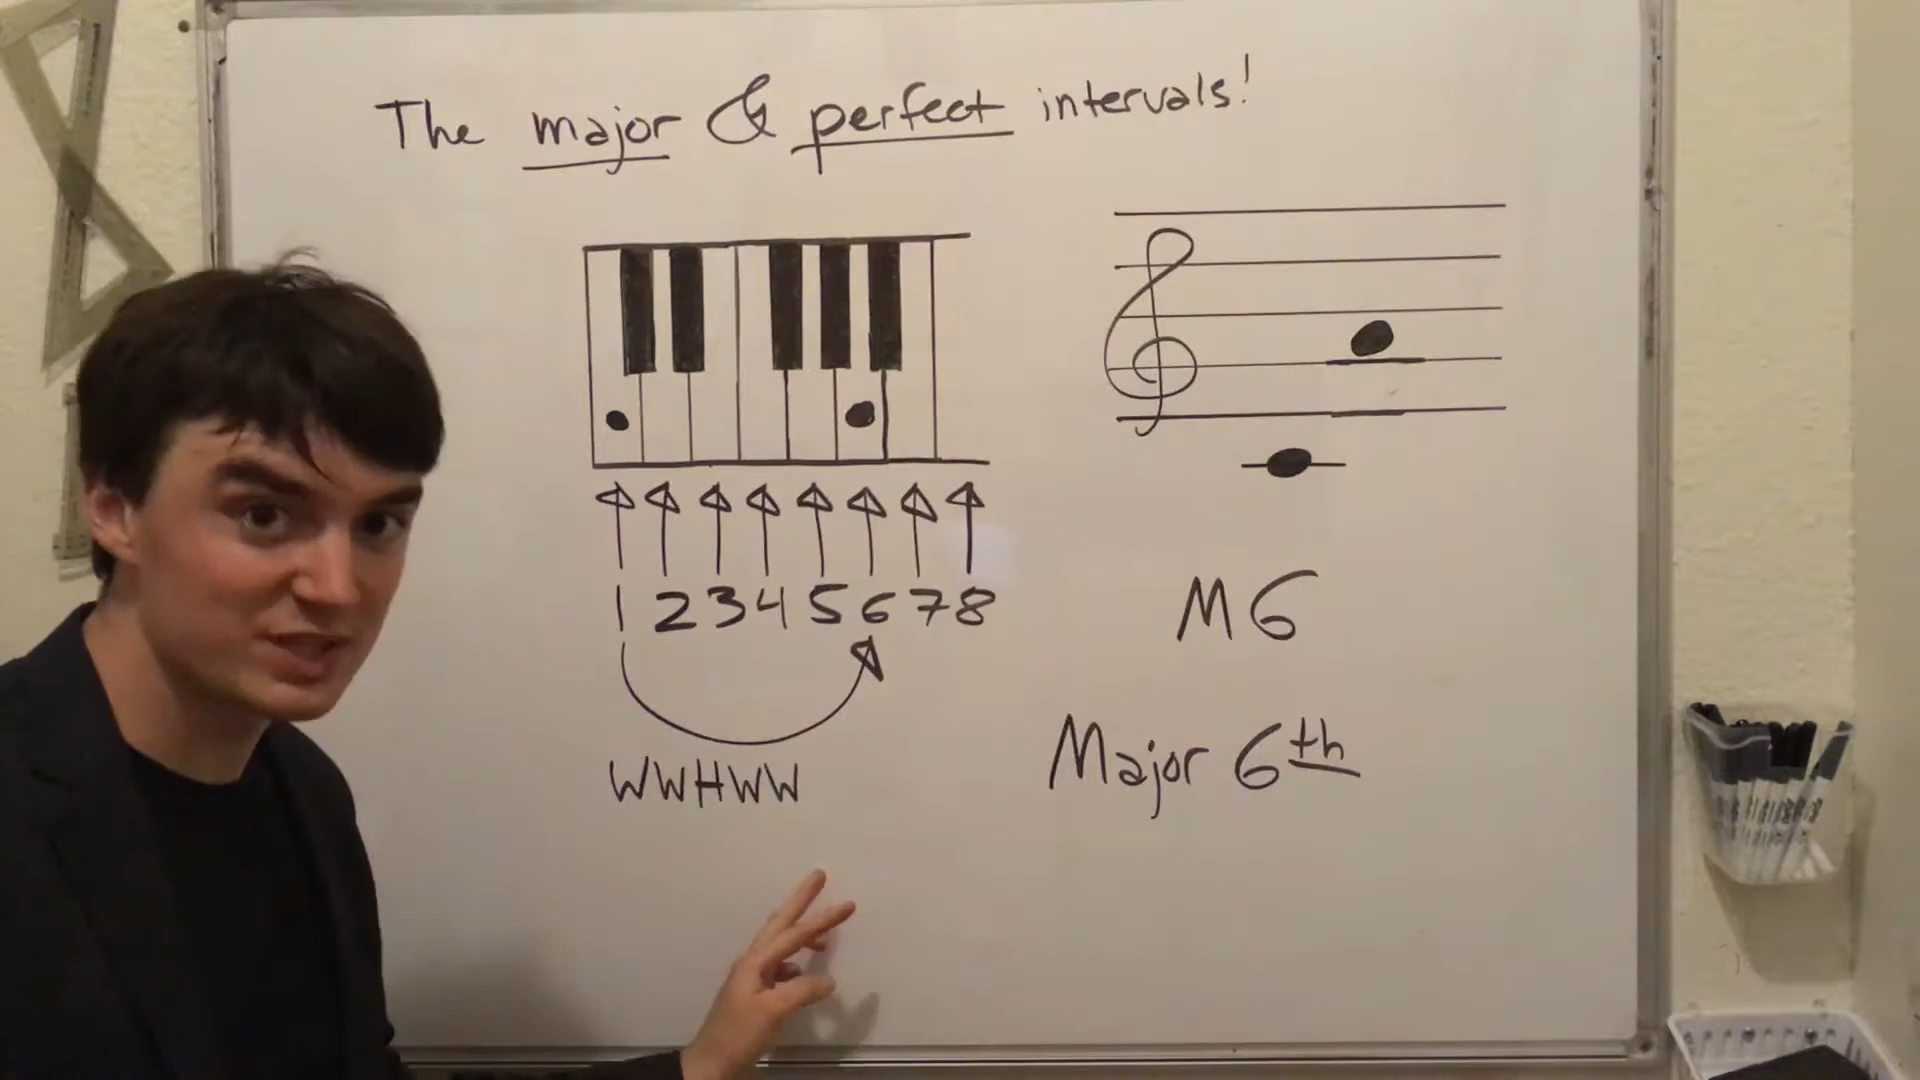 The major & perfect intervals!
1 2 3 4 5 6 7 8
WWHWW
M6
Major 6th